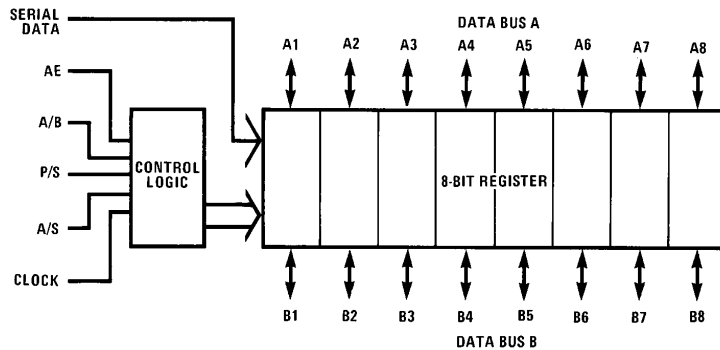 SERIAL
DATA
AE
A/B
P/S
A/S
CLOCK
CONTROL
LOGIC
DATA BUS A
A1 A2 A3 A4 A5 A6 A7 A8
8-BIT REGISTER
B1 B2 B3 B4 B5 B6 B7 B8
DATA BUS B